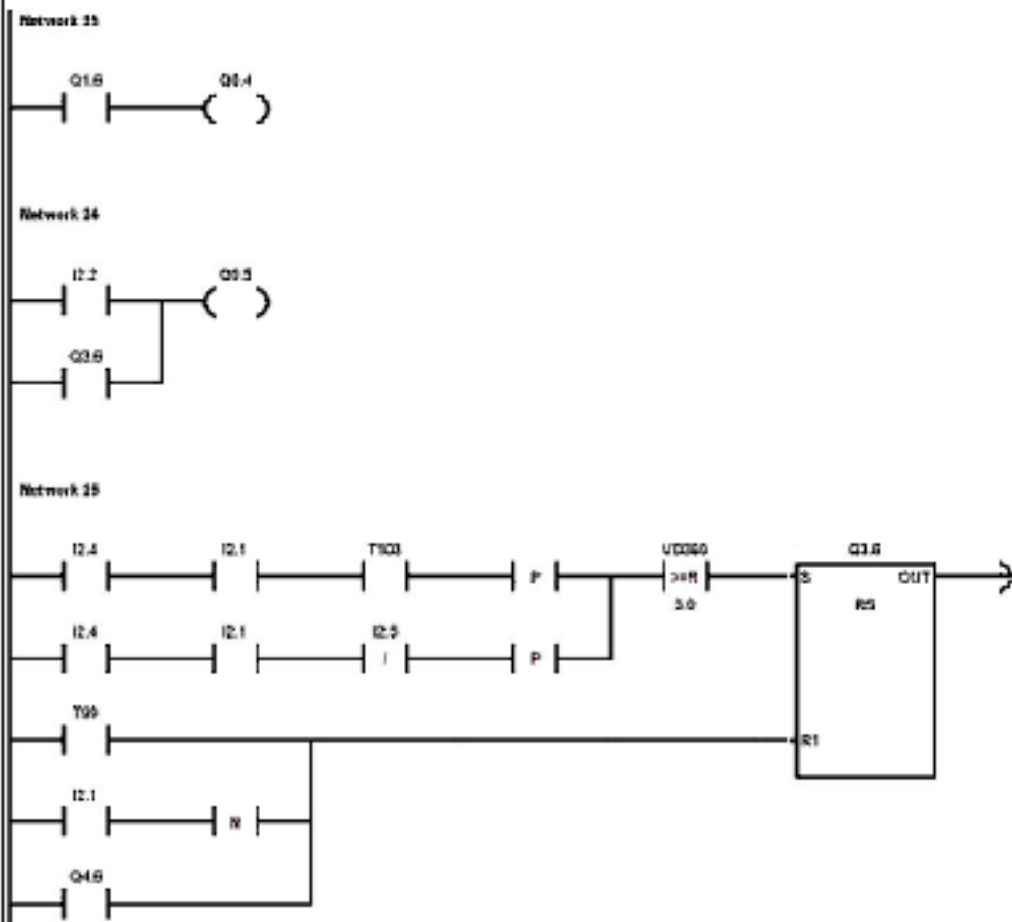 Network
Q1.6 Q0.4
Network 24
I2.2 Q0.5
Q3.6
Network 25
I2.4 I2.1 T103 VD360 Q3.6
P >=R S OUT
3.0 RS
I2.4 I2.1 I2.5
/ P
T99
R1
I2.1
N
Q4.6